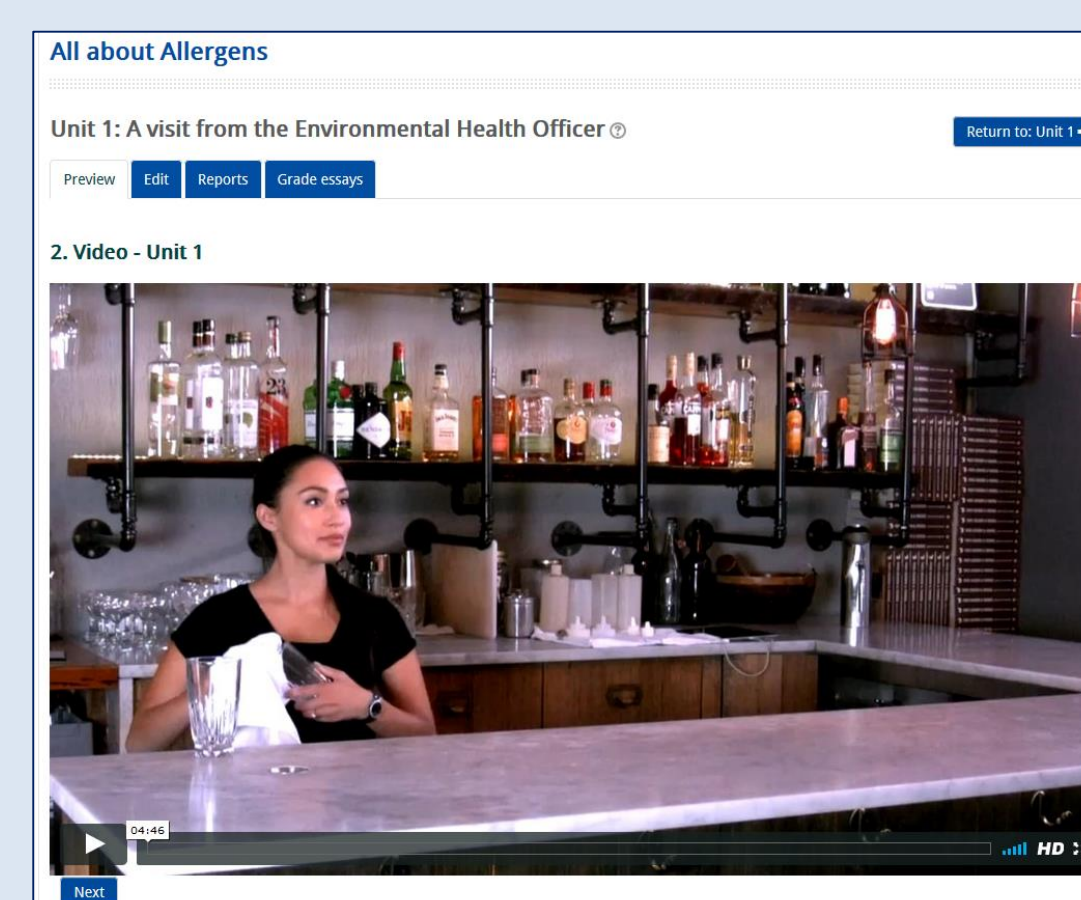 All about Allergens
Unit 1: A visit from the Environmental Health Officer ?
Return to: Unit 1
Preview Edit Reports Grade essays
2. Video - Unit 1
23
04:46
HD
Next